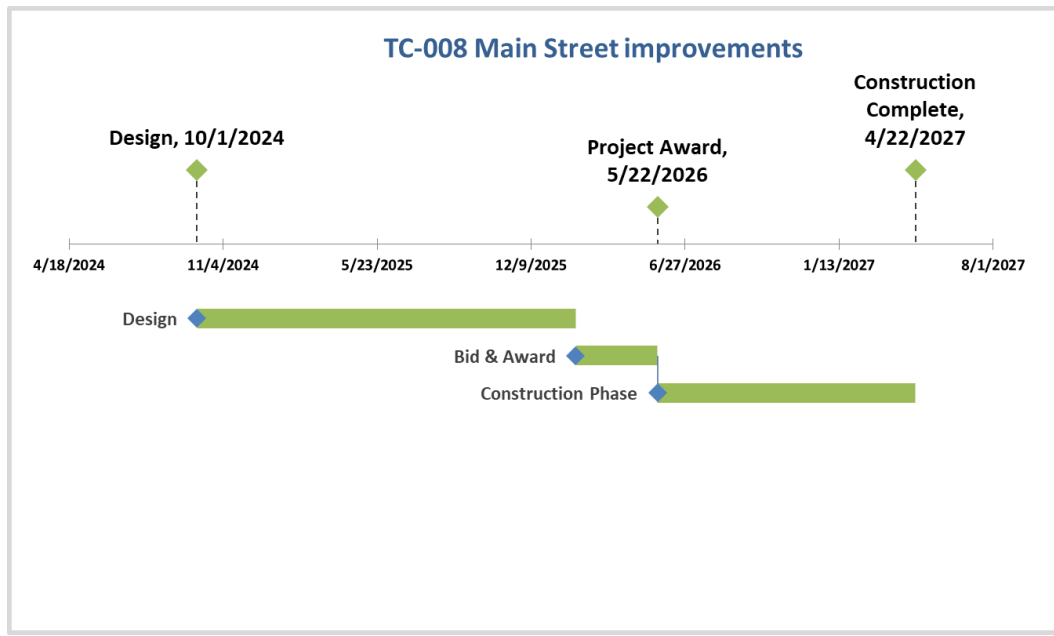 TC-008 Main Street improvements
Construction
Complete,
4/22/2027
Design, 10/1/2024
Project Award,
5/22/2026
4/18/2024
11/4/2024
5/23/2025
12/9/2025
6/27/2026
1/13/2027
8/1/2027
Design
Bid & Award
Construction Phase